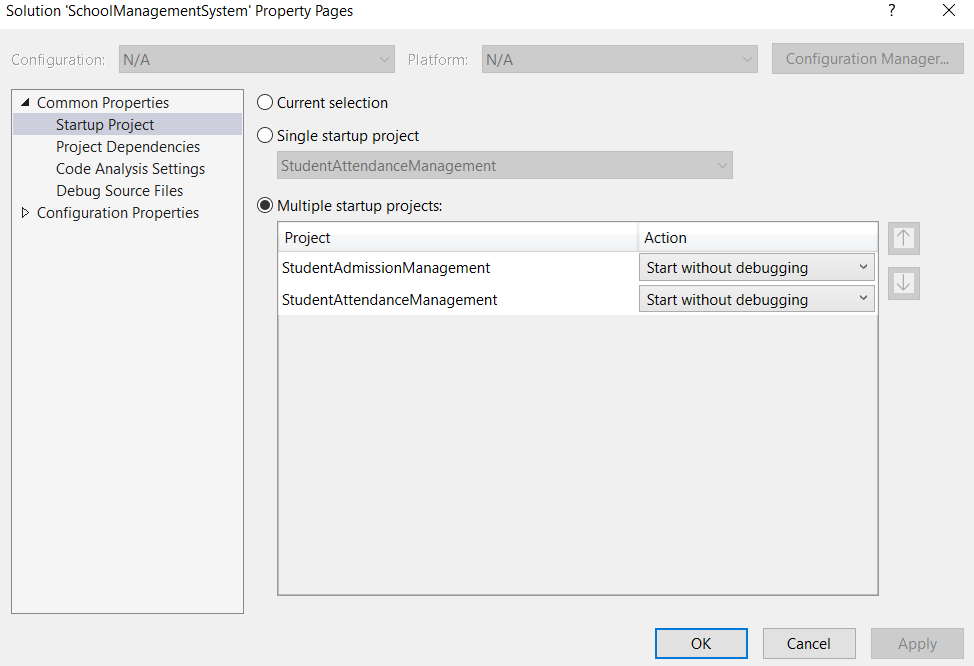 Solution 'SchoolManagementSystem' Property Pages
?
Configuration: N/A Platform: N/A Configuration Manager...
Common Properties
Startup Project
Project Dependencies
Code Analysis Settings
Debug Source Files
Configuration Properties
Current selection
Single startup project
StudentAttendanceManagement
Multiple startup projects:
Project Action
StudentAdmissionManagement Start without debugging
StudentAttendanceManagement Start without debugging
OK Cancel Apply